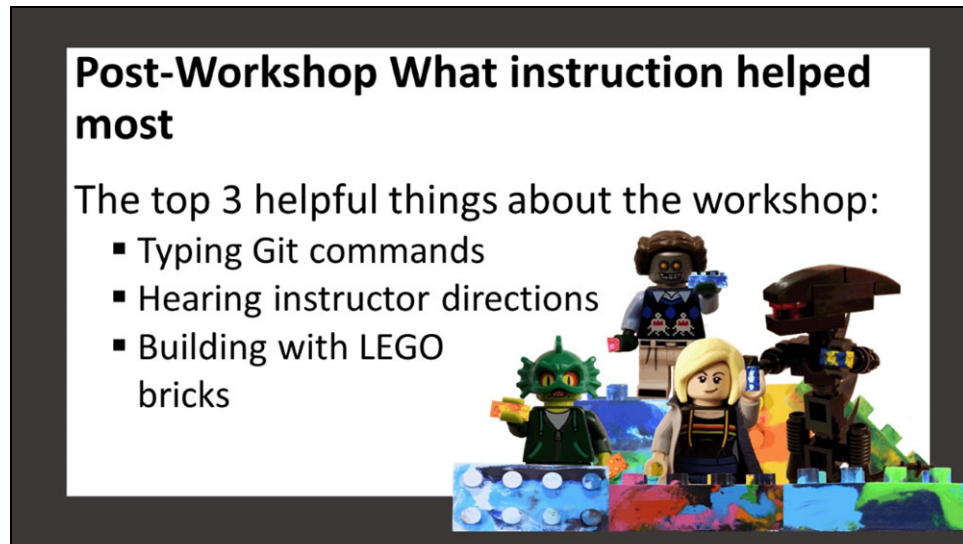 Post-Workshop What instruction helped
most
The top 3 helpful things about the workshop:
▪ Typing Git commands
▪ Hearing instructor directions
▪ Building with LEGO
bricks